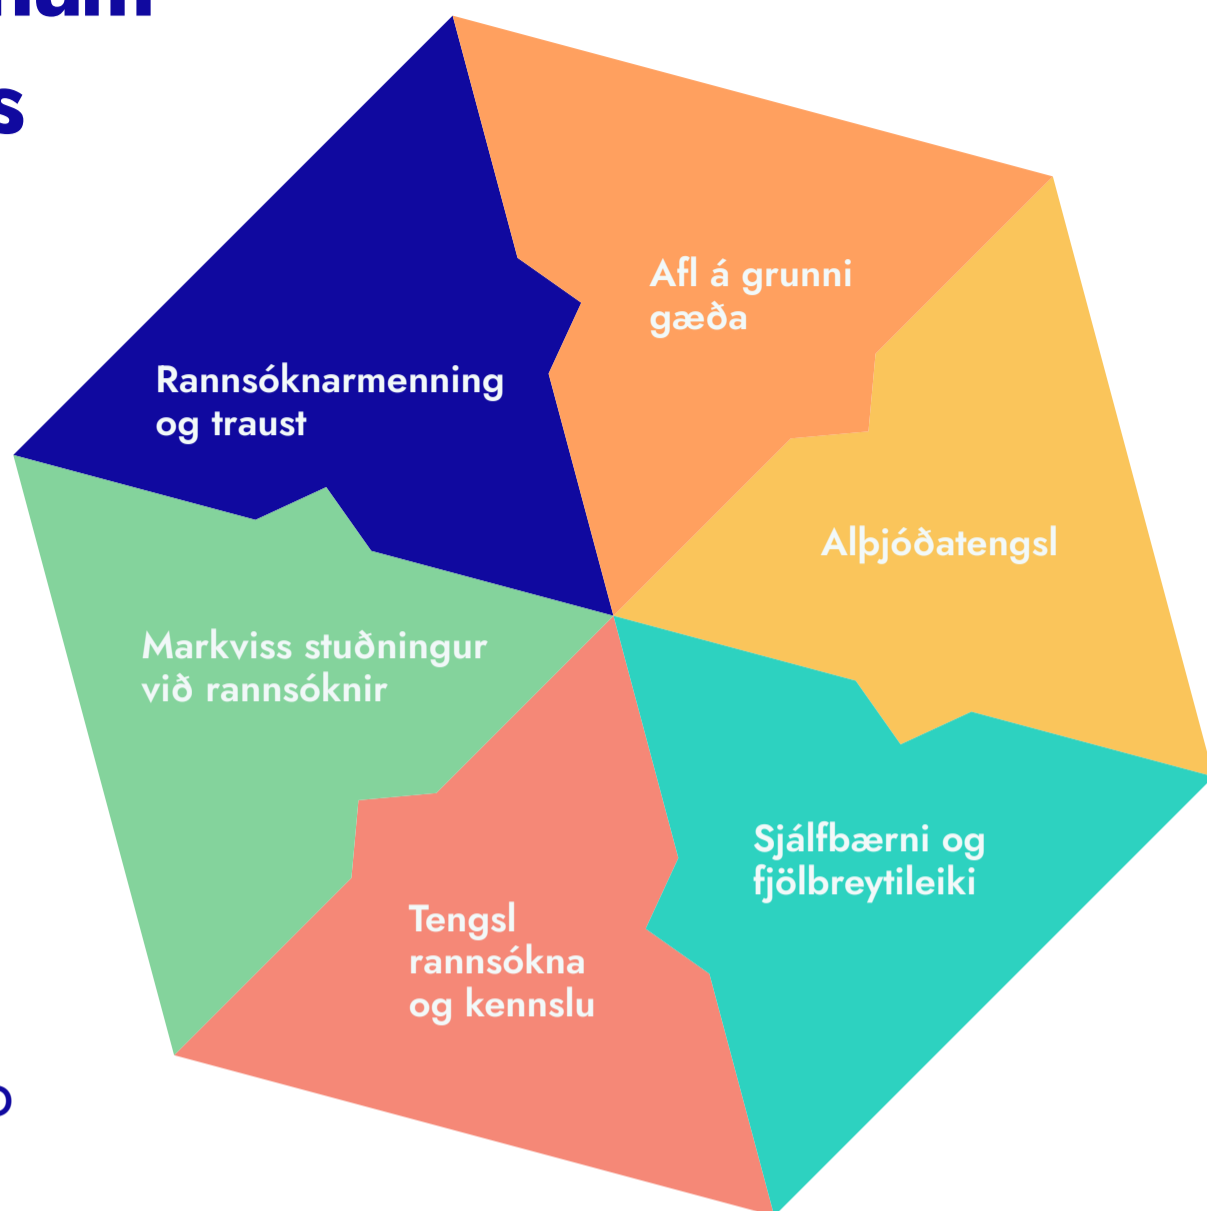 s
Afl á grunni
gæða
Rannsóknarmenning
og traust
Alþjóðatengsl
Markviss stuðningur
við rannsóknir
Sjálfbærni og
fjölbreytileiki
Tengsl
rannsókna
og kennslu